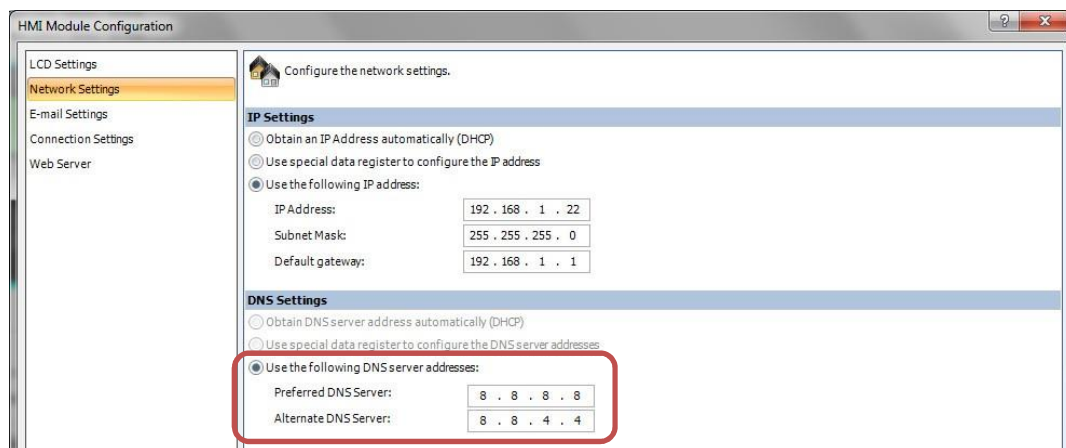 HMI Module Configuration
LCD Settings
Network Settings
E-mail Settings
Connection Settings
Web Server
Configure the network settings.
IP Settings
Obtain an IP Address automatically (DHCP)
Use special data register to configure the IP address
Use the following IP address:
IP Address: 192 . 168 . 1 . 22
Subnet Mask: 255 . 255 . 255 . 0
Default gateway: 192 . 168 . 1 . 1
DNS Settings
Obtain DNS server address automatically (DHCP)
Use special data register to configure the DNS server addresses
Use the following DNS server addresses:
Preferred DNS Server: 8 . 8 . 8 . 8
Alternate DNS Server: 8 . 8 . 4 . 4